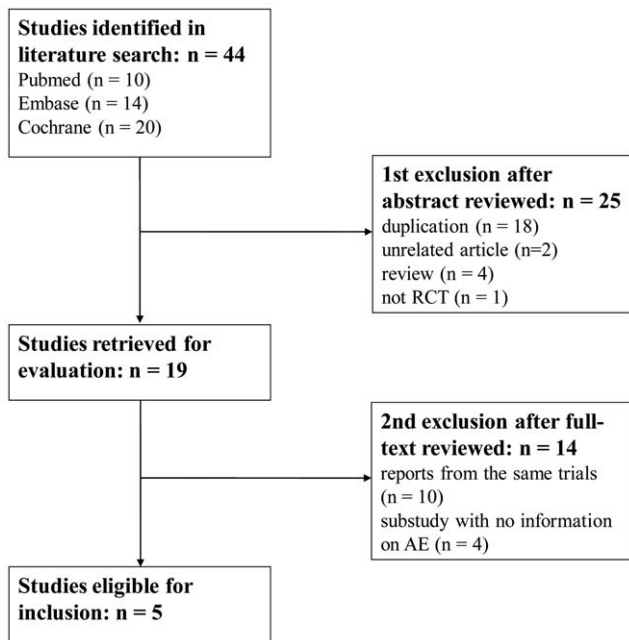 Studies identified in
literature search: n = 44
Pubmed (n = 10)
Embase (n = 14)
Cochrane (n = 20)
1st exclusion after
abstract reviewed: n = 25
duplication (n = 18)
unrelated article (n=2)
review (n = 4)
not RCT (n = 1)
Studies retrieved for
evaluation: n = 19
2nd exclusion after full-
text reviewed: n = 14
reports from the same trials
(n = 10)
substudy with no information
on AE (n = 4)
Studies eligible for
inclusion: n = 5